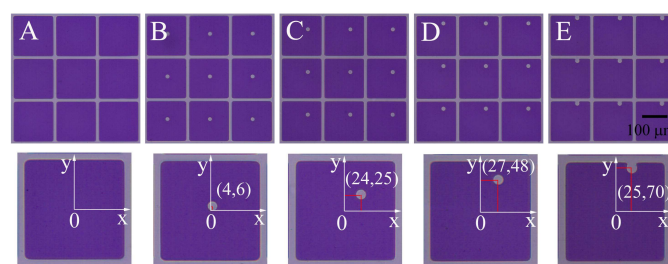 A B C D E
100 μm
y y y y y
(4,6) (24,25) (27,48) (25,70)
0 x 0 x 0 x 0 x 0 x